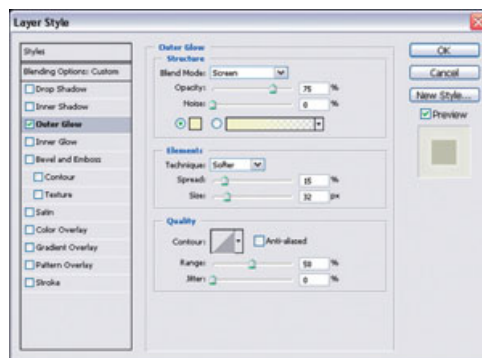 Layer Style
Styles
Blending Options: Custom
Drop Shadow
Inner Shadow
Outer Glow
Inner Glow
Bevel and Emboss
Contour
Texture
Satin
Color Overlay
Gradient Overlay
Pattern Overlay
Stroke
Outer Glow
Structure
Blend Mode: Screen
Opacity: 75 %
Noise: 0 %
Elements
Technique: Softer
Spread: 15 %
Size: 32 px
Quality
Contour: Anti-aliased
Range: 50 %
Jitter: 0 %
OK
Cancel
New Style...
Preview